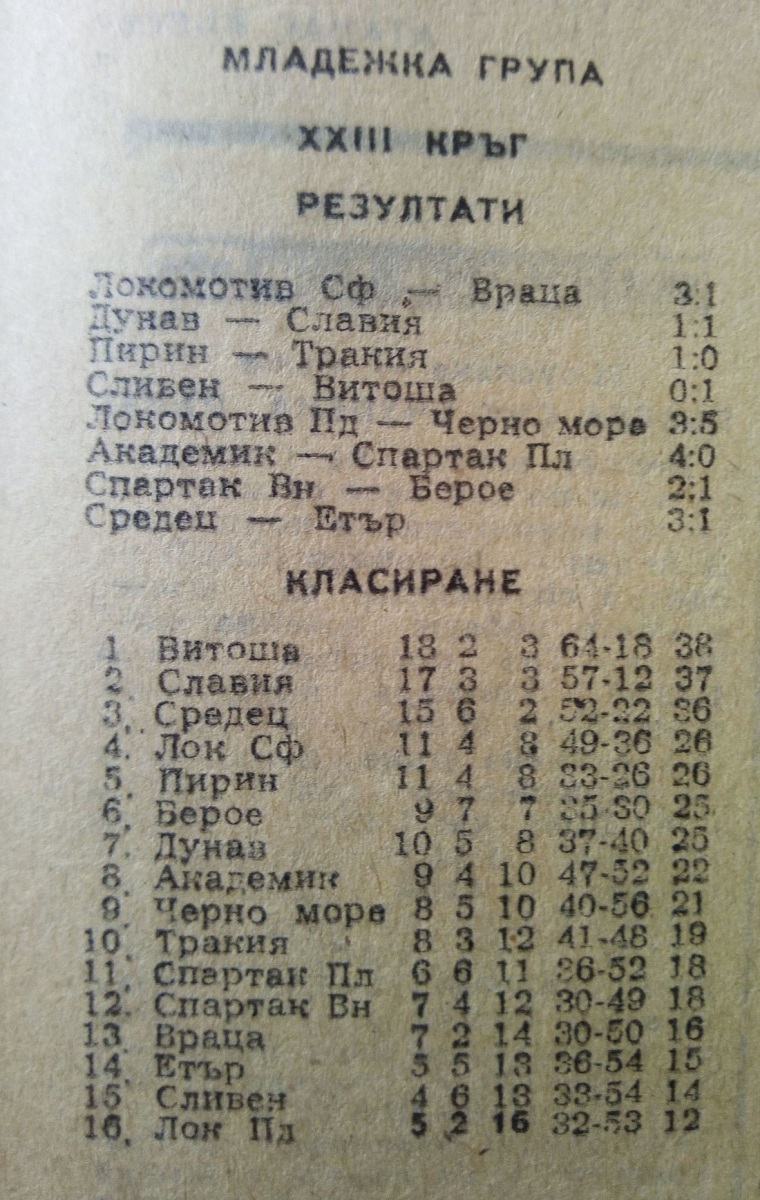 МЛАДЕЖКА ГРУПА
XXIII КРЪГ
РЕЗУЛТАТИ
Локомотив Сф — Враца 3:1
Дунав — Славия 1:1
Пирин — Тракия 1:0
Сливен — Витоша 0:1
Локомотив Пд — Черно море 3:5
Академик — Спартак Пл 4:0
Спартак Вн — Берое 2:1
Средец — Етър 3:1
КЛАСИРАНЕ
1. Витоша 18 2 3 64-18 38
2. Славия 17 3 3 57-12 37
3. Средец 15 6 2 52-22 36
4. Лок Сф 11 4 8 49-36 26
5. Пирин 11 4 8 33-26 26
6. Берое 9 7 7 35-30 25
7. Дунав 10 5 8 37-40 25
8. Академик 9 4 10 47-52 22
9. Черно море 8 5 10 40-56 21
10. Тракия 8 3 12 41-48 19
11. Спартак Пл 6 6 11 36-52 18
12. Спартак Вн 7 4 12 30-49 18
13. Враца 7 2 14 30-50 16
14. Етър 5 5 13 36-54 15
15. Сливен 4 6 13 33-54 14
16. Лок Пд 5 2 16 32-53 12